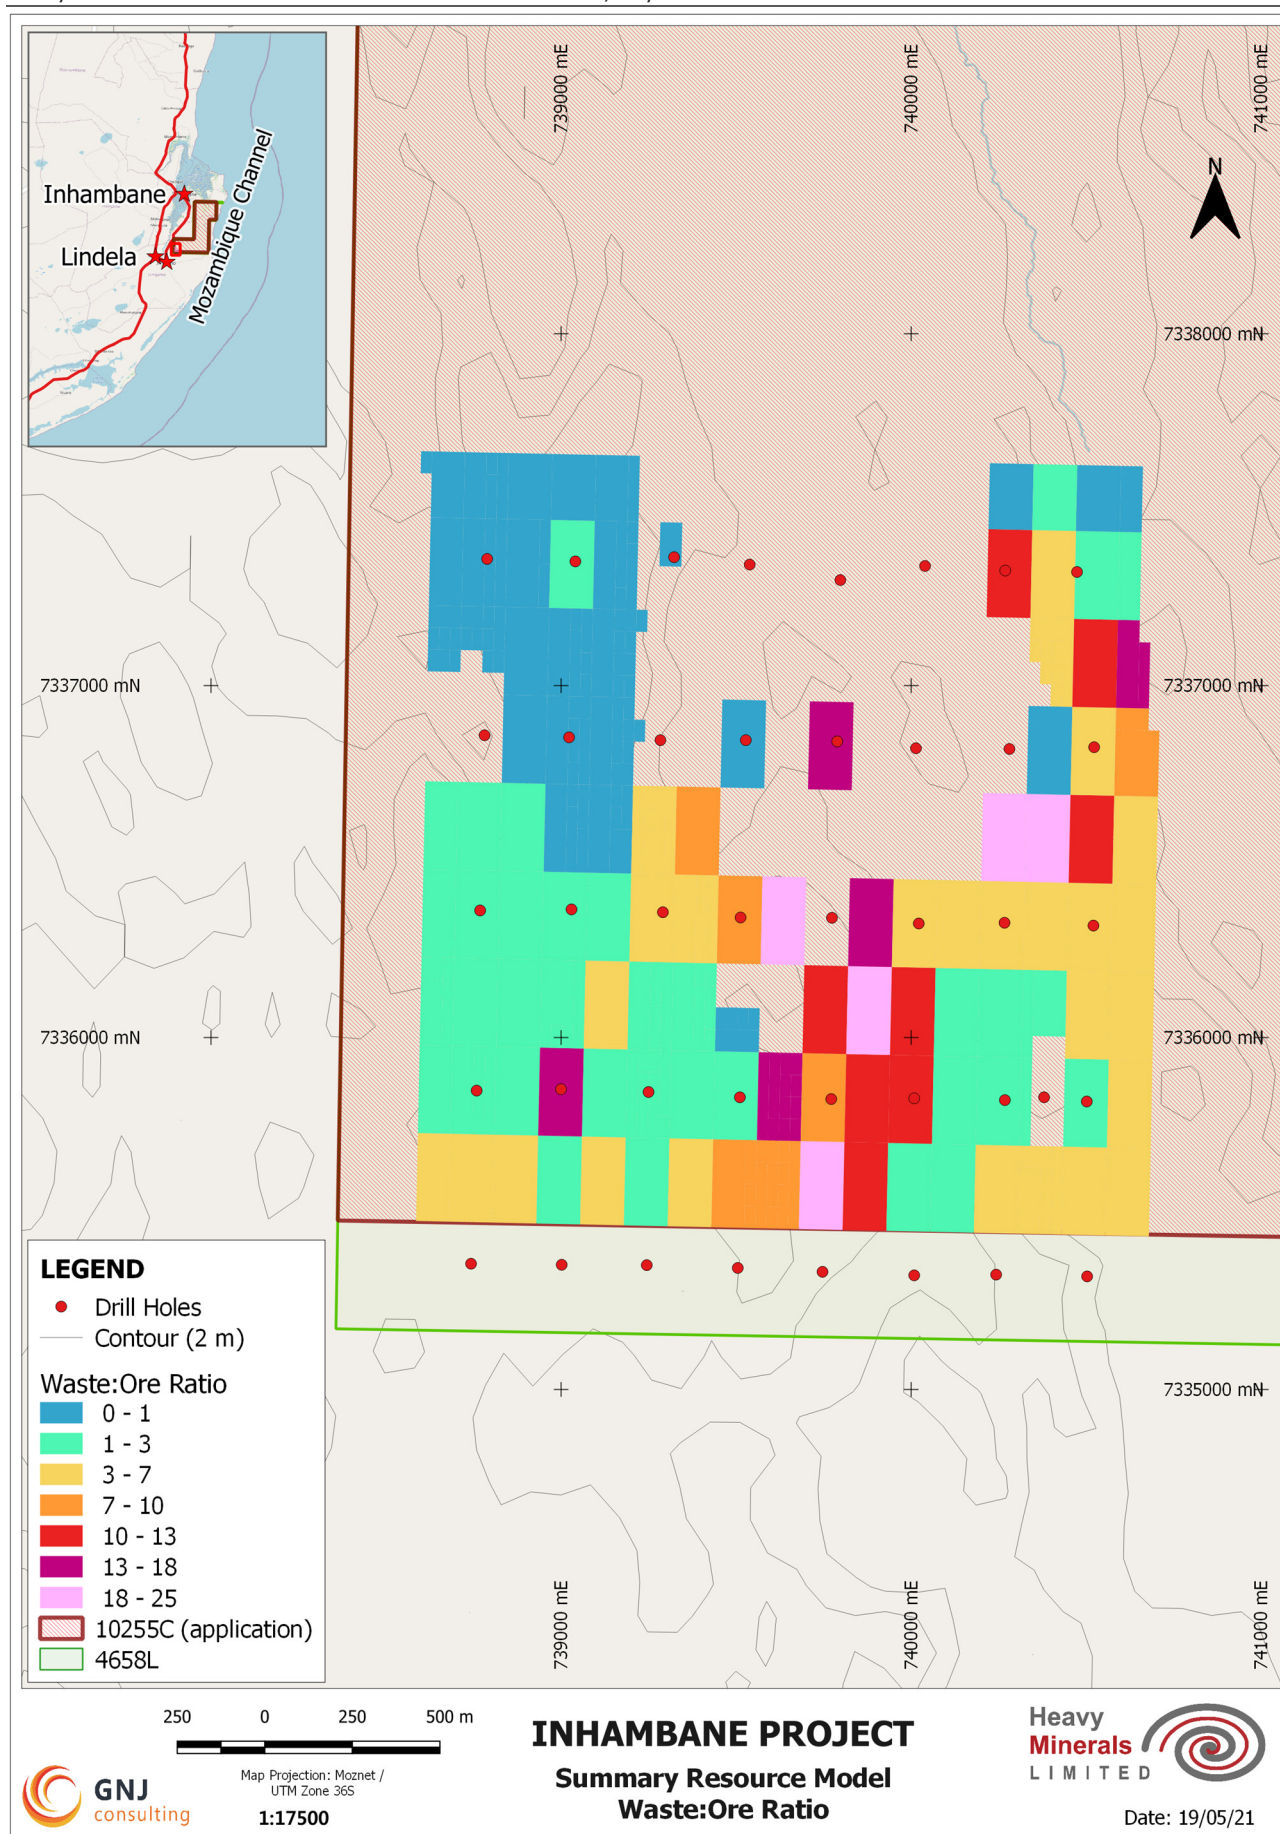 Inhambane
Lindela
Mozambique Channel
739000 mE
740000 mE
741000 mE
N
7338000 mN
7337000 mN
7337000 mN
7336000 mN
7336000 mN
7335000 mN
739000 mE
740000 mE
741000 mE
LEGEND
Drill Holes
Contour (2 m)
Waste:Ore Ratio
0 - 1
1 - 3
3 - 7
7 - 10
10 - 13
13 - 18
18 - 25
10255C (application)
4658L
250 0 250 500 m
Map Projection: Moznet /
UTM Zone 36S
1:17500
GNJ
consulting
INHAMBANE PROJECT
Summary Resource Model
Waste:Ore Ratio
Heavy
Minerals
LIMITED
Date: 19/05/21